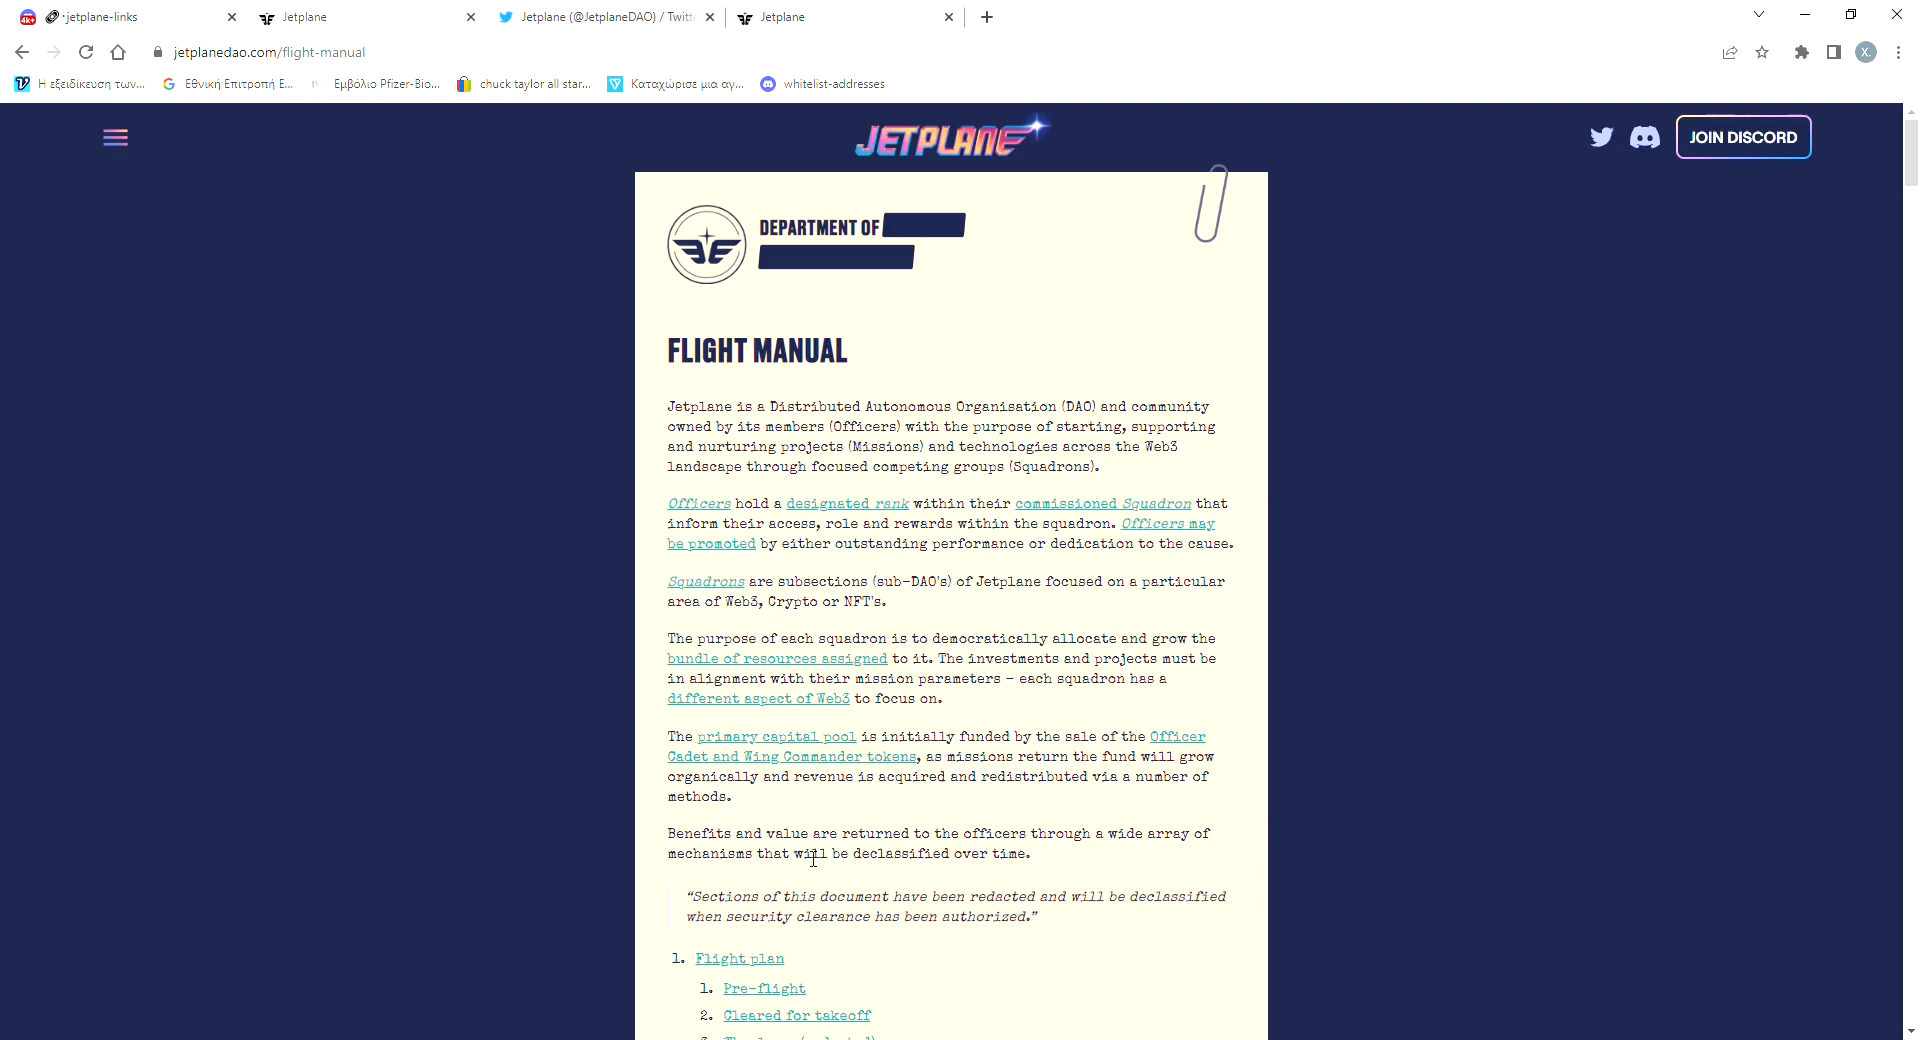 4K+
jetplane-links
Jetplane
Jetplane (@JetplaneDAO) / Twitt
Jetplane
jetplanedao.com/flight-manual
X.
Η εξειδίκευση των...
Εθνική Επιτροπή Ε...
Εμβόλιο Pfizer-Bio...
chuck taylor all star...
Καταχώρισε μια αγ...
whitelist-addresses
JETPLANE
JOIN DISCORD
DEPARTMENT OF
FLIGHT MANUAL
Jetplane is a Distributed Autonomous Organisation (DAO) and community
owned by its members (Officers) with the purpose of starting, supporting
and nurturing projects (Missions) and technologies across the Web3
landscape through focused competing groups (Squadrons).
Officers hold a designated rank within their commissioned Squadron that
inform their access, role and rewards within the squadron. Officers may
be promoted by either outstanding performance or dedication to the cause.
Squadrons are subsections (sub-DAO's) of Jetplane focused on a particular
area of Web3, Crypto or NFT's.
The purpose of each squadron is to democratically allocate and grow the
bundle of resources assigned to it. The investments and projects must be
in alignment with their mission parameters - each squadron has a
different aspect of Web3 to focus on.
The primary capital pool is initially funded by the sale of the Officer
Cadet and Wing Commander tokens, as missions return the fund will grow
organically and revenue is acquired and redistributed via a number of
methods.
Benefits and value are returned to the officers through a wide array of
mechanisms that will be declassified over time.
“Sections of this document have been redacted and will be declassified
when security clearance has been authorized.”
1. Flight plan
1. Pre-flight
2. Cleared for takeoff